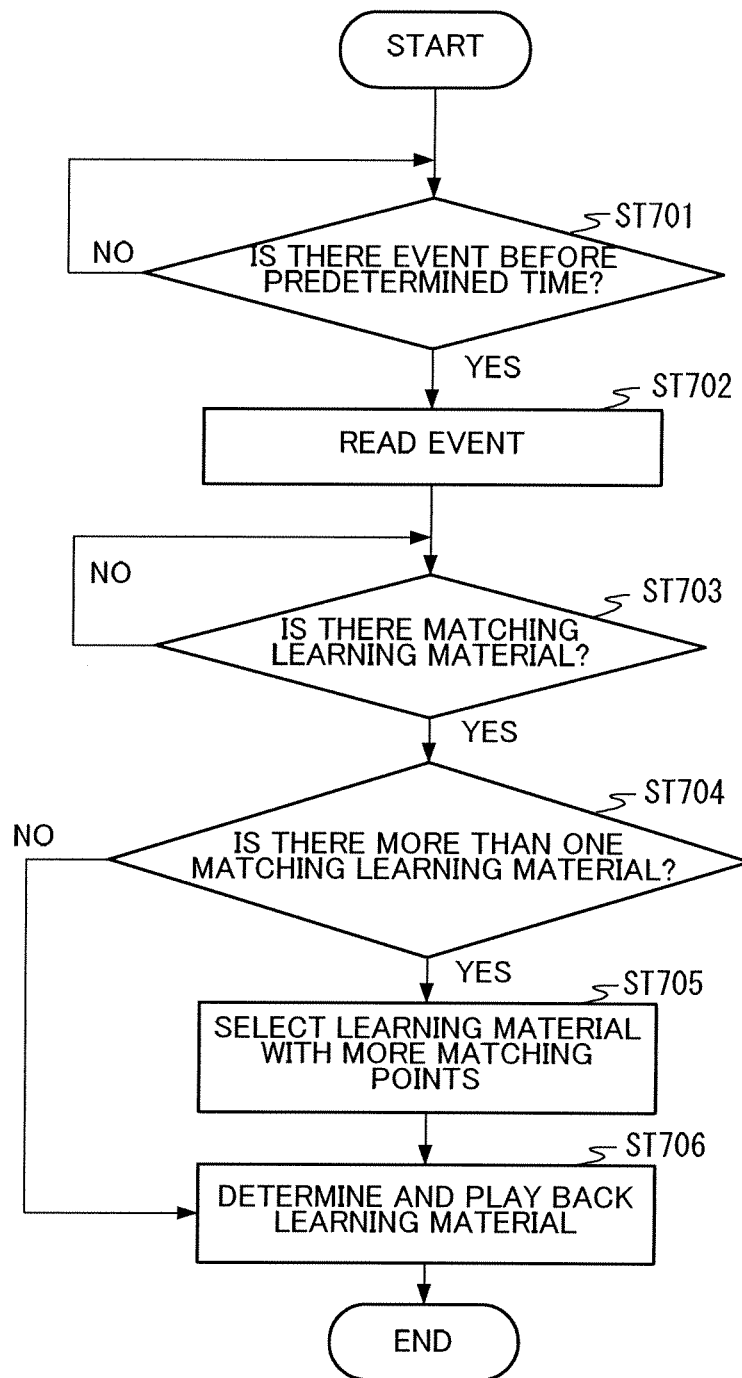 START
ST701
IS THERE EVENT BEFORE
PREDETERMINED TIME?
NO
YES
ST702
READ EVENT
NO
ST703
IS THERE MATCHING
LEARNING MATERIAL?
YES
ST704
NO
IS THERE MORE THAN ONE
MATCHING LEARNING MATERIAL?
YES
ST705
SELECT LEARNING MATERIAL
WITH MORE MATCHING
POINTS
ST706
DETERMINE AND PLAY BACK
LEARNING MATERIAL
END